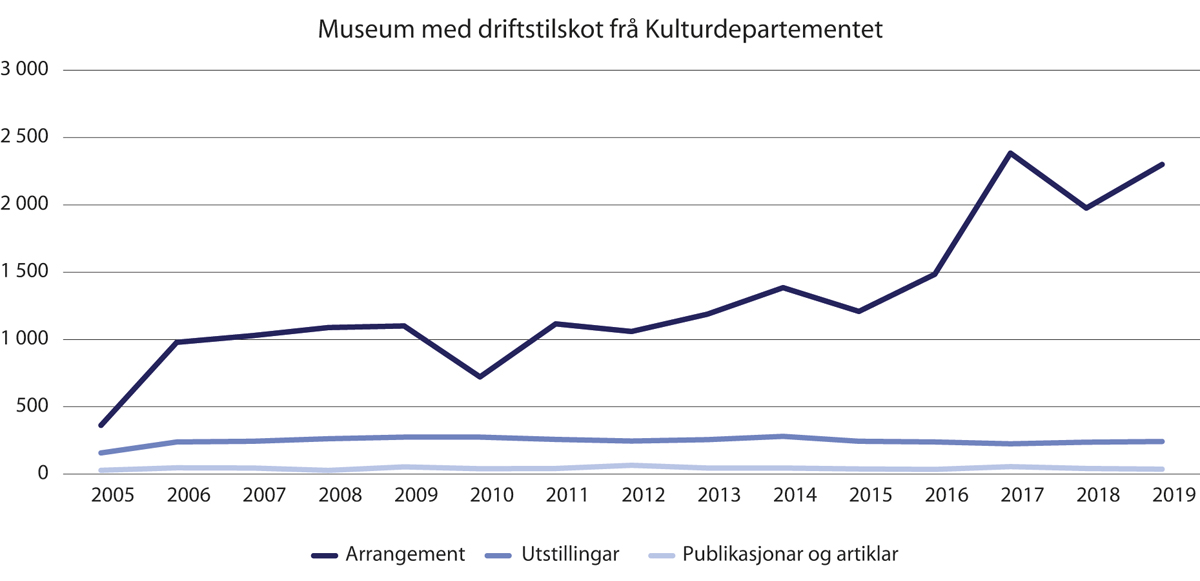 Museum med driftstilskot frå Kulturdepartementet
3 000
2 500
2 000
1 500
1 000
500
0
2005 2006 2007 2008 2009 2010 2011 2012 2013 2014 2015 2016 2017 2018 2019
Arrangement Utstillingar Publikasjonar og artiklar